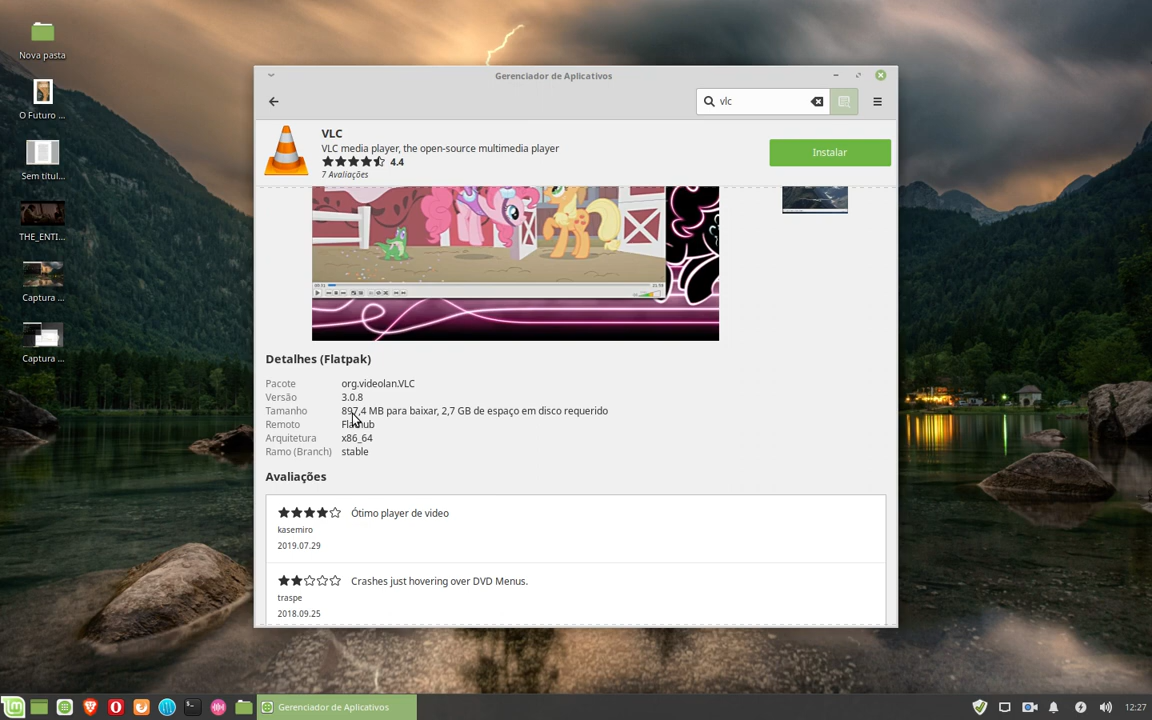 Nova pasta
O Futuro ...
Sem titul...
THE_ENTI...
Captura ...
Captura ...
Gerenciador de Aplicativos
vlc
VLC
VLC media player, the open-source multimedia player
4.4
7 Avaliações
Instalar
Detalhes (Flatpak)
Pacote org.videolan.VLC
Versão 3.0.8
Tamanho 897,4 MB para baixar, 2,7 GB de espaço em disco requerido
Remoto
Arquitetura x86_64
Ramo (Branch) stable
Avaliações
Ótimo player de video
kasemiro
2019.07.29
Crashes just hovering over DVD Menus.
traspe
2018.09.25
Gerenciador de Aplicativos
12:27